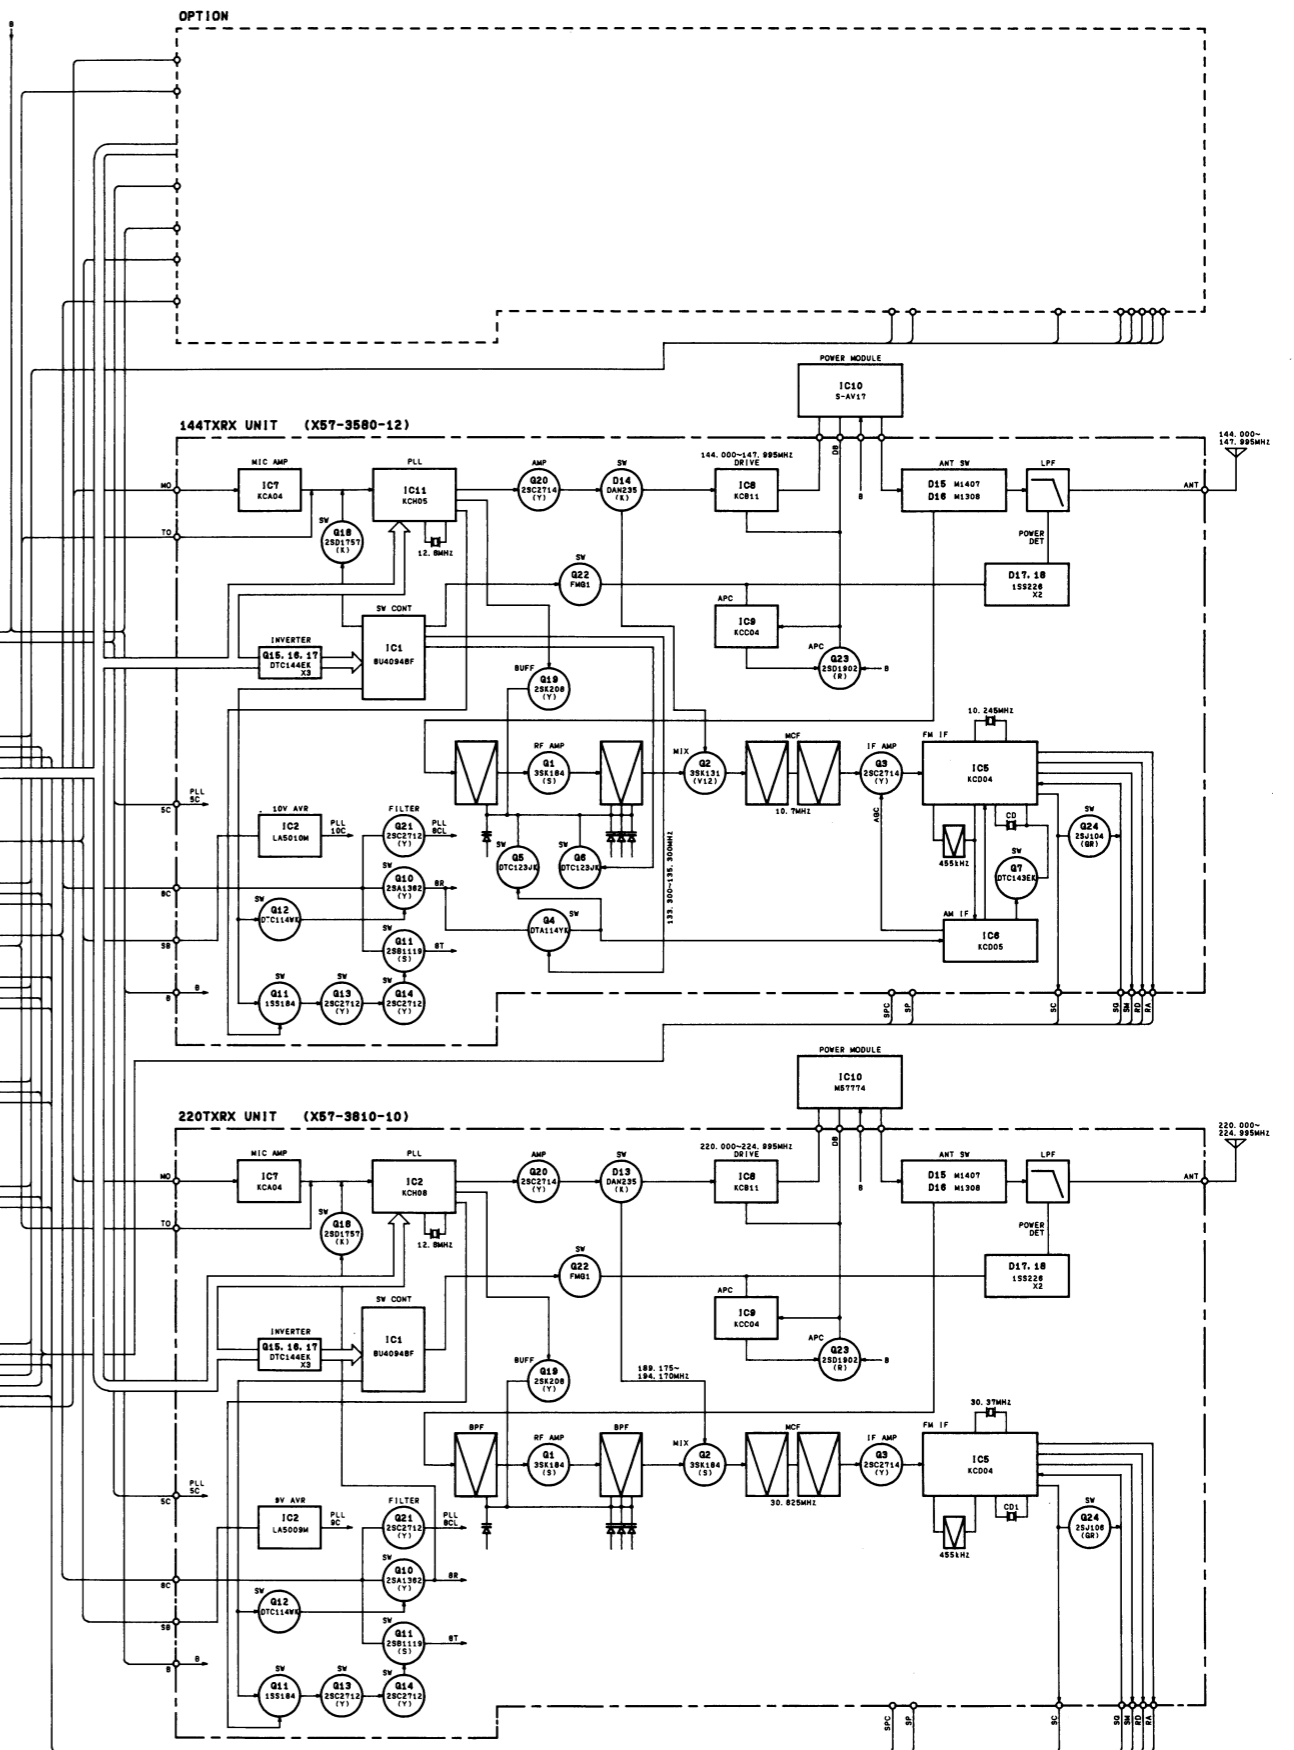 B
OPTION
POWER MODULE
IC10
S-AV17
144TXRX UNIT (X57-3580-12)
144.000~
147.995MHz
MIC AMP
IC7
KCA04
PLL
IC11
KCH05
12.8MHz
AMP
Q20
2SC2714
(Y)
SW
D14
DAN235
(K)
144.000~147.995MHz
DRIVE
IC8
KCB11
DB
B
ANT SW
D15 M1407
D16 M1308
LPF
ANT
MO
TO
SW
Q18
2SD1757
(K)
POWER
DET
SW
Q22
FMG1
D17.18
1SS226
X2
APC
IC9
KCC04
SW CONT
IC1
BU4094BF
INVERTER
Q15.16.17
DTC144EK
X3
APC
Q23
2SD1902
(R)
B
BUFF
Q19
2SK208
(Y)
10.245MHz
RF AMP
Q1
3SK184
(S)
MIX
Q2
3SK131
(V12)
MCF
10.7MHz
IF AMP
Q3
2SC2714
(Y)
FM IF
IC5
KCD04
PLL
5C
5C
10V AVR
IC2
LA5010M
PLL
10C
FILTER
Q21
2SC2712
(Y)
PLL
8CL
AGC
CD
455kHz
SW
Q24
2SJ104
(GR)
SW
Q5
DTC123JK
SW
Q6
DTC123JK
133.300~135.300MHz
SW
Q7
DTC143EK
8C
SW
Q10
2SA1362
(Y)
8R
SW
Q12
DTC114WK
Q4
DTA114YK
SW
AM IF
IC6
KCD05
SB
SW
Q11
2SB1119
(S)
8T
B
B
SW
Q11
1SS184
SW
Q13
2SC2712
(Y)
SW
Q14
2SC2712
(Y)
SPC
SP
SC
SQ
SM
RD
RA
POWER MODULE
IC10
M57774
220TXRX UNIT (X57-3810-10)
220.000~
224.995MHz
MIC AMP
IC7
KCA04
PLL
IC2
KCH08
12.8MHz
AMP
Q20
2SC2714
(Y)
SW
D13
DAN235
(K)
220.000~224.995MHz
DRIVE
IC8
KCB11
DB
B
ANT SW
D15 M1407
D16 M1308
LPF
ANT
MO
TO
SW
Q18
2SD1757
(K)
POWER
DET
SW
Q22
FMG1
D17.18
1SS226
X2
APC
IC9
KCC04
SW CONT
IC1
BU4094BF
INVERTER
Q15.16.17
DTC144EK
X3
APC
Q23
2SD1902
(R)
B
BUFF
Q19
2SK208
(Y)
189.175~
194.170MHz
30.37MHz
BPF
RF AMP
Q1
3SK184
(S)
BPF
MIX
Q2
3SK184
(S)
MCF
30.825MHz
IF AMP
Q3
2SC2714
(Y)
FM IF
IC5
KCD04
PLL
5C
5C
9V AVR
IC2
LA5009M
PLL
9C
FILTER
Q21
2SC2712
(Y)
PLL
8CL
CD1
455kHz
SW
Q24
2SJ106
(GR)
8C
SW
Q10
2SA1362
(Y)
8R
SW
Q12
DTC114WK
SB
SW
Q11
2SB1119
(S)
8T
B
B
SW
Q11
1SS184
SW
Q13
2SC2712
(Y)
SW
Q14
2SC2712
(Y)
SPC
SP
SC
SQ
SM
RD
RA